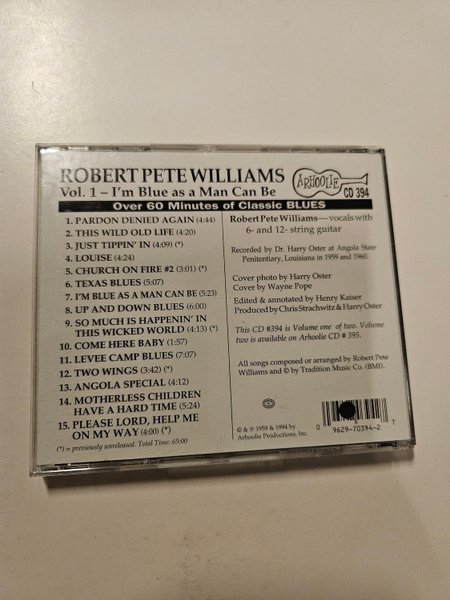 ROBERT PETE WILLIAMS
Vol. 1 – I'm Blue as a Man Can Be
ARHOOLIE
CD 394
Over 60 Minutes of Classic BLUES
1. PARDON DENIED AGAIN (4:44)
2. THIS WILD OLD LIFE (4:20)
3. JUST TIPPIN' IN (4:09) (*)
4. LOUISE (4:24)
5. CHURCH ON FIRE #2 (3:01) (*)
6. TEXAS BLUES (5:07)
7. I'M BLUE AS A MAN CAN BE (5:23)
8. UP AND DOWN BLUES (6:00)
9. SO MUCH IS HAPPENIN' IN
THIS WICKED WORLD (4:13) (*)
10. COME HERE BABY (1:57)
11. LEVEE CAMP BLUES (7:07)
12. TWO WINGS (3:42) (*)
13. ANGOLA SPECIAL (4:12)
14. MOTHERLESS CHILDREN
HAVE A HARD TIME (5:24)
15. PLEASE LORD, HELP ME
ON MY WAY (4:00) (*)
(*) = previously unreleased. Total Time: 65:00
Robert Pete Williams — vocals with
6- and 12- string guitar
Recorded by Dr. Harry Oster at Angola State
Penitentiary, Louisiana in 1959 and 1960.
Cover photo by Harry Oster
Cover by Wayne Pope
Edited & annotated by Henry Kaiser
Produced by Chris Strachwitz & Harry Oster
This CD #394 is Volume one of two. Volume
two is available on Arhoolie CD # 395.
All songs composed or arranged by Robert Pete
Williams and © by Tradition Music Co. (BMI).
© & ℗ 1959 & 1994 by
Arhoolie Productions, Inc.
0 9629-70394-2 7